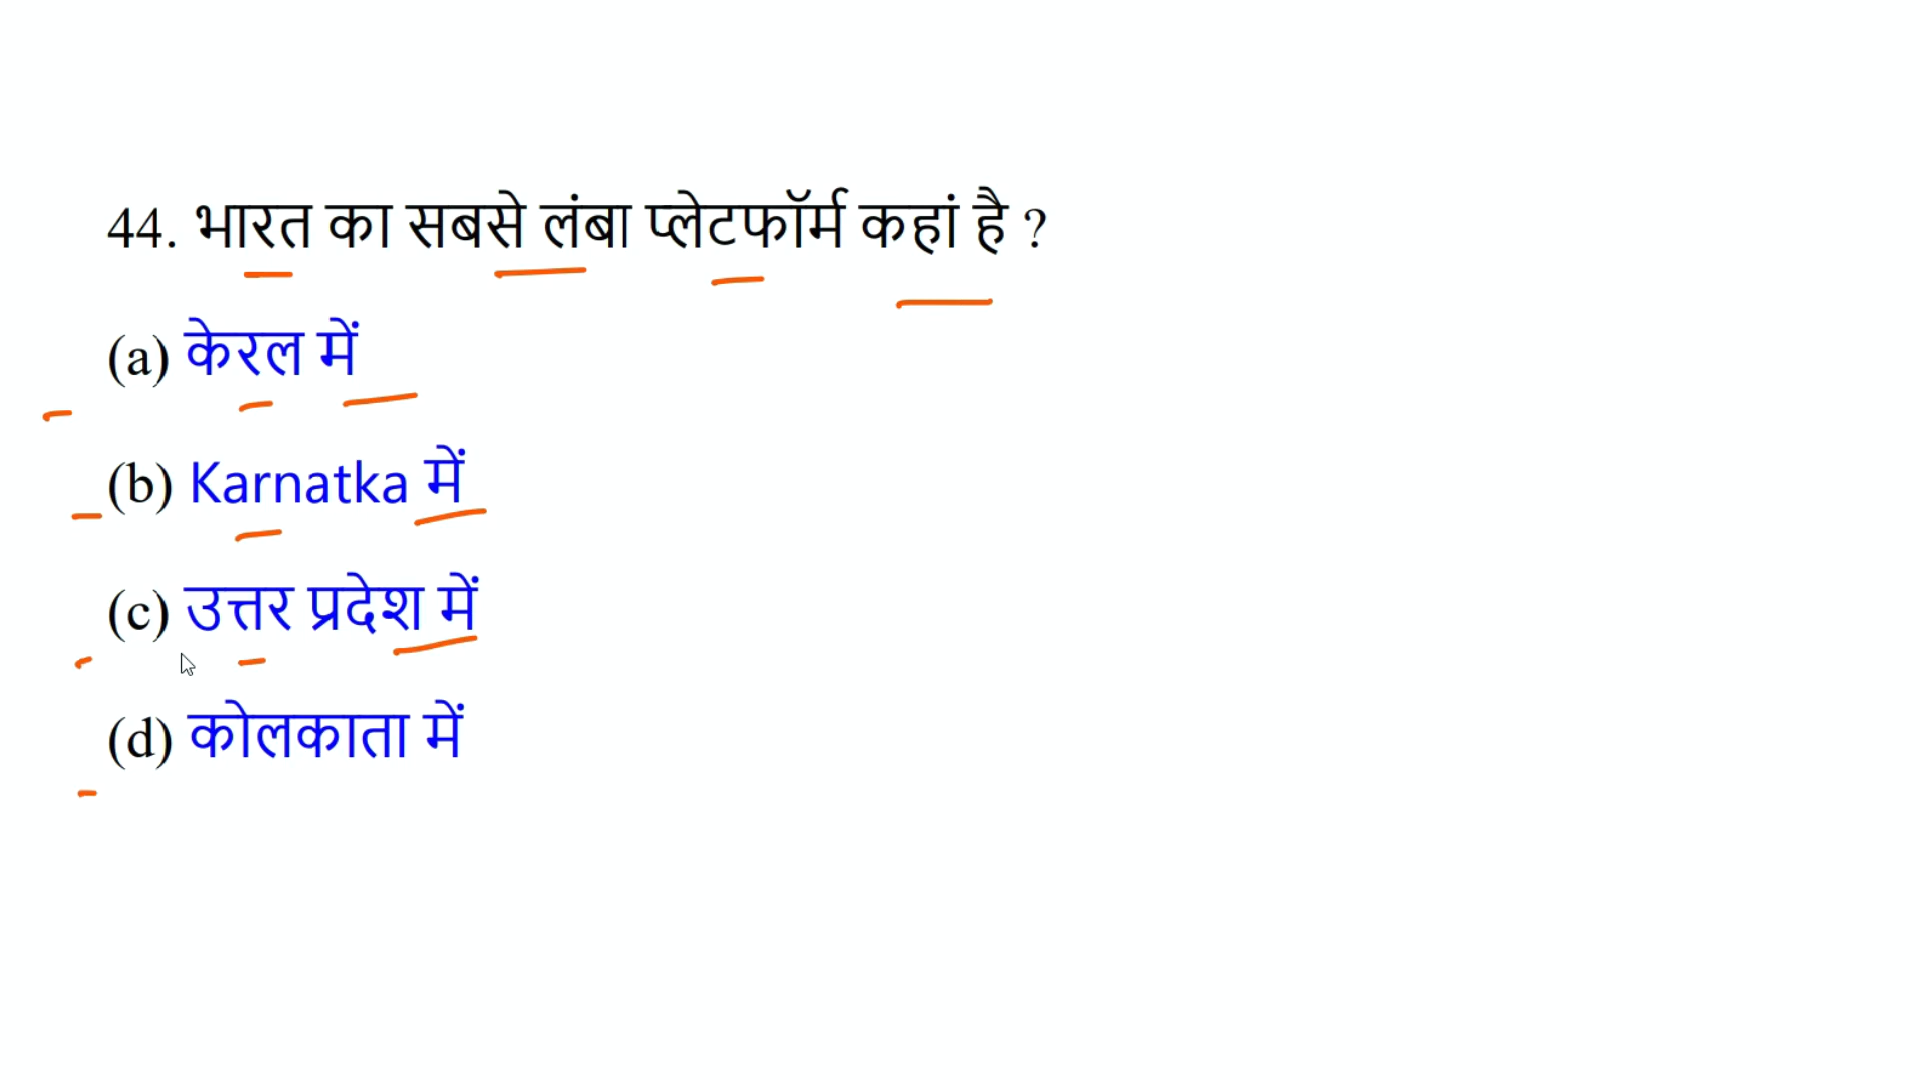 44. भारत का सबसे लंबा प्लेटफॉर्म कहां है ?
(a) केरल में
(b) Karnatka में
(c) उत्तर प्रदेश में
(d) कोलकाता में